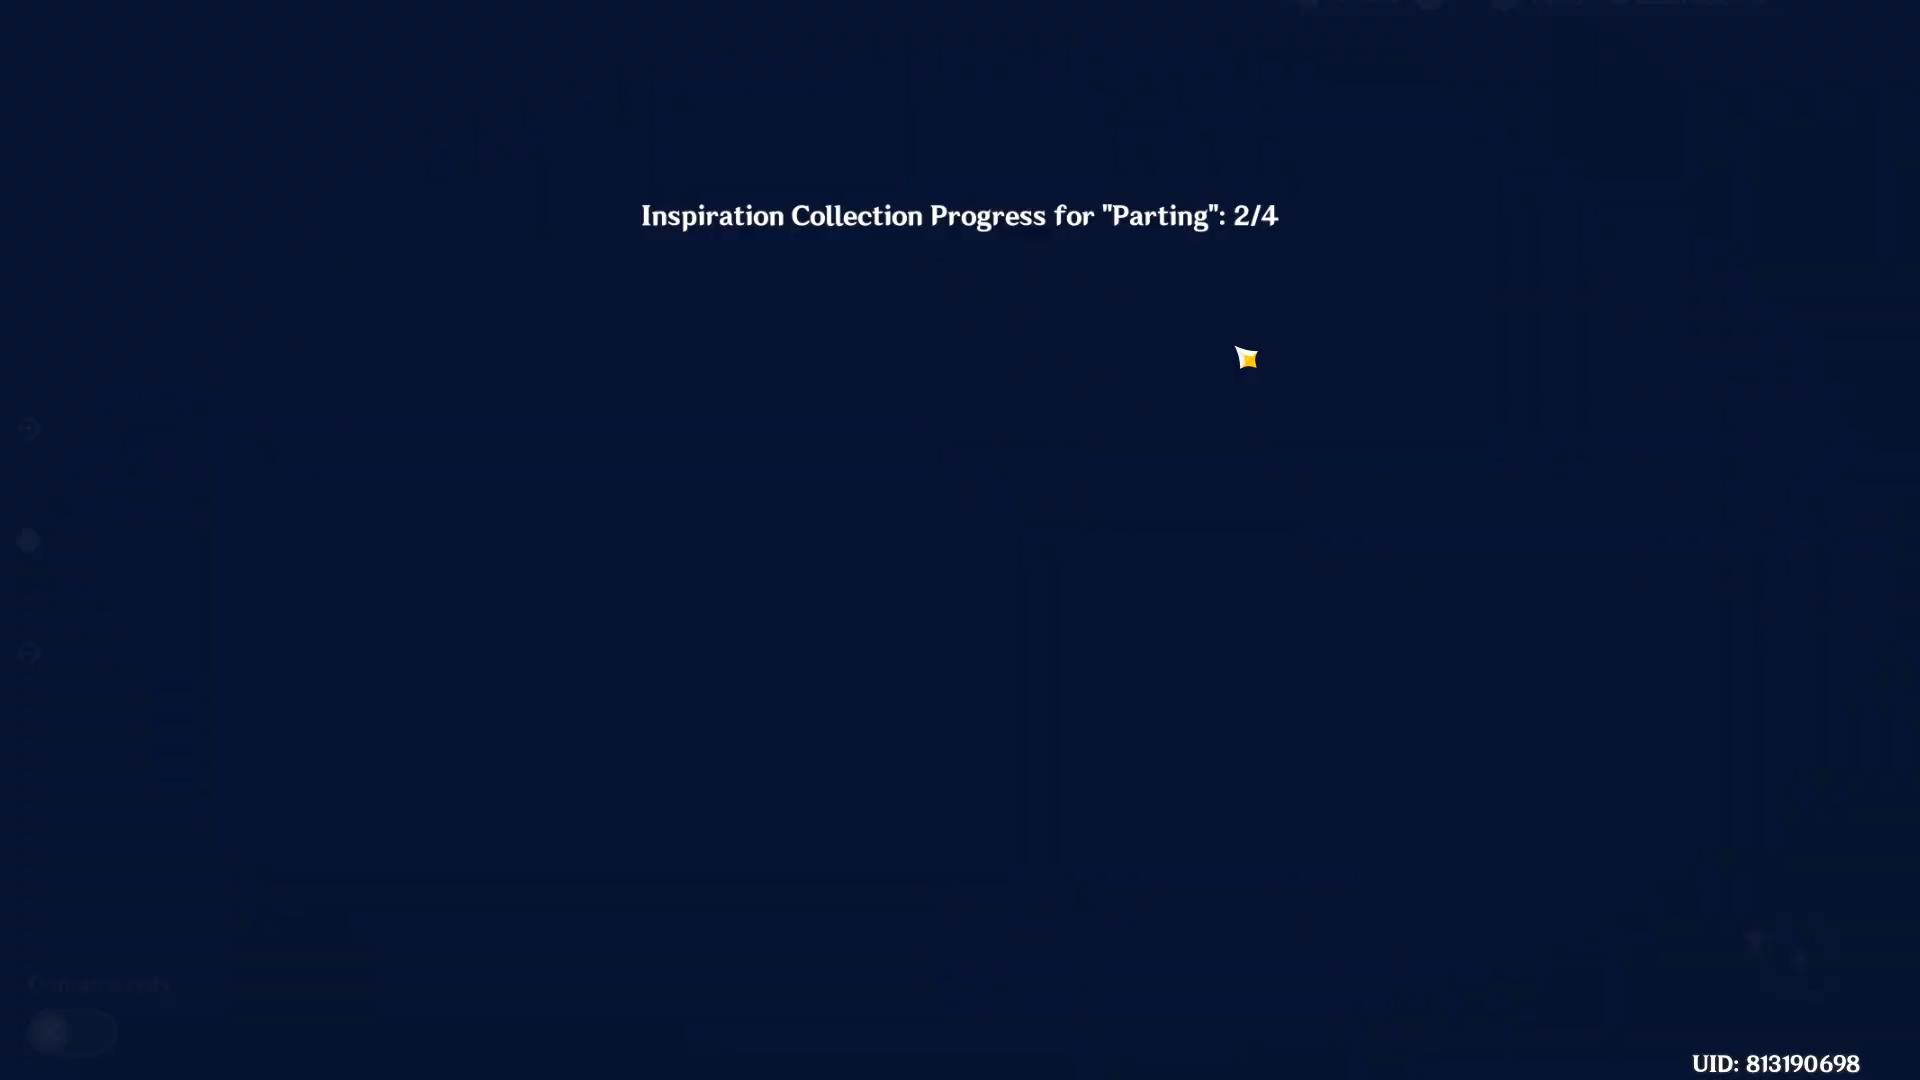 Inspiration Collection Progress for "Parting": 2/4
UID: 813190698